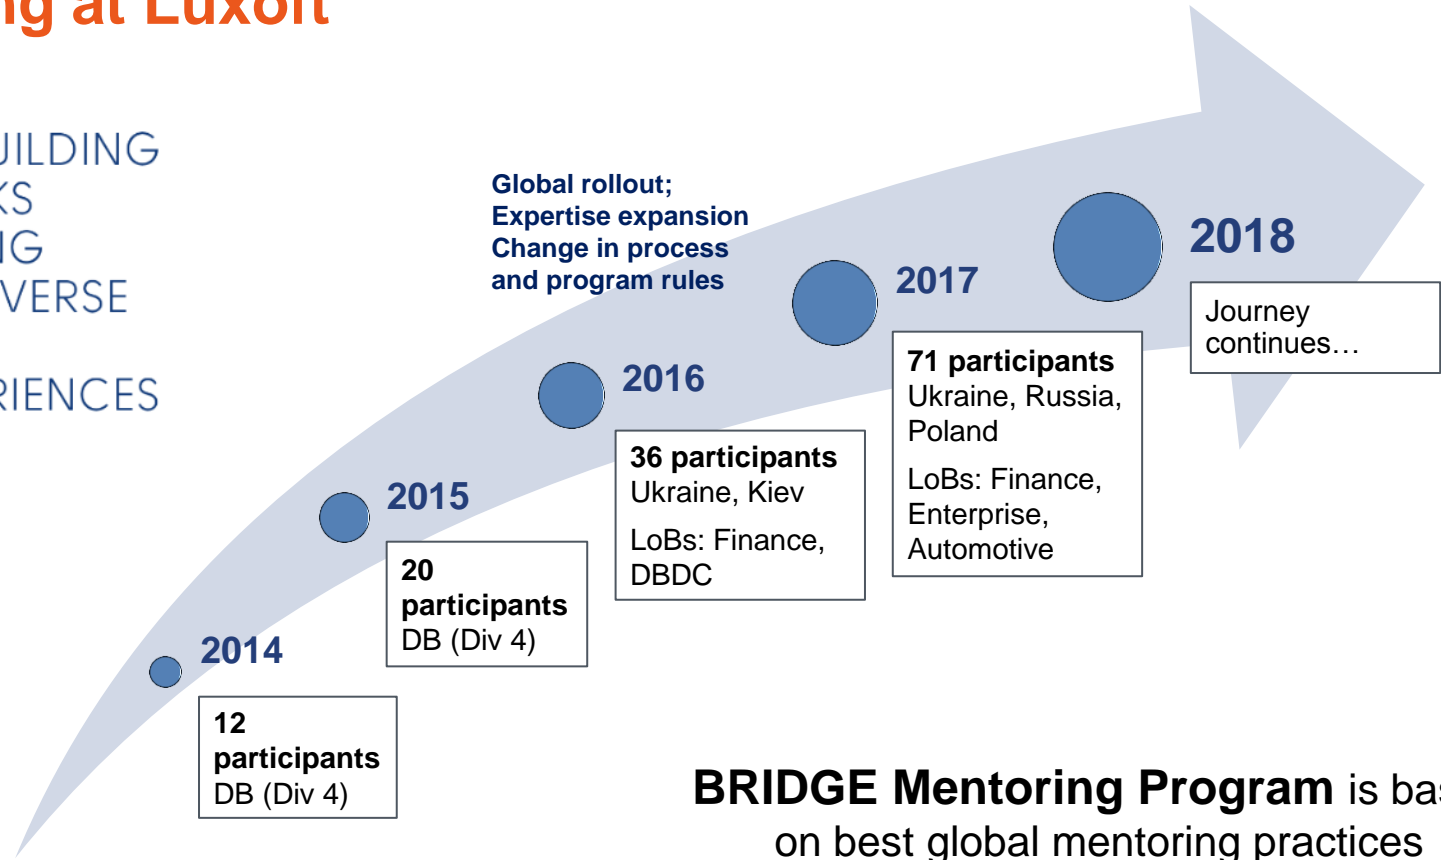 ng at Luxoft
UILDING
KS
NG
VERSE
RIENCES
Global rollout;
Expertise expansion
Change in process
and program rules
2014
12
participants
DB (Div 4)
2015
20
participants
DB (Div 4)
2016
36 participants
Ukraine, Kiev
LoBs: Finance,
DBDC
2017
71 participants
Ukraine, Russia,
Poland
LoBs: Finance,
Enterprise,
Automotive
2018
Journey
continues…
BRIDGE Mentoring Program is bas
on best global mentoring practices